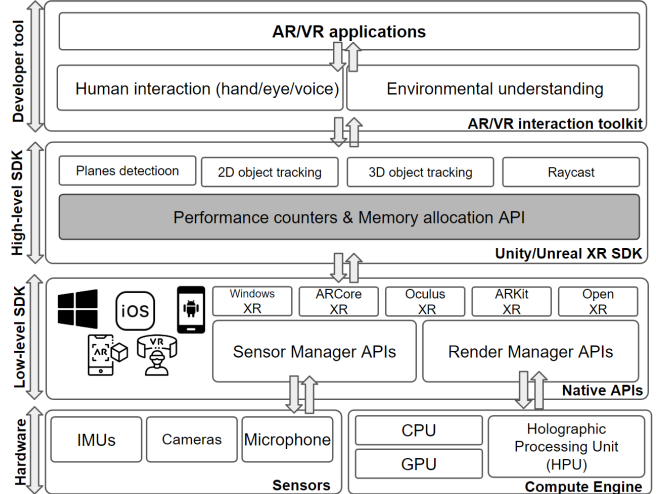 Developer tool
AR/VR applications
Human interaction (hand/eye/voice)
Environmental understanding
AR/VR interaction toolkit
High-level SDK
Planes detectioon
2D object tracking
3D object tracking
Raycast
Performance counters & Memory allocation API
Unity/Unreal XR SDK
Low-level SDK
iOS
AR
VR
Windows
XR
ARCore
XR
Oculus
XR
ARKit
XR
Open
XR
Sensor Manager APIs
Render Manager APIs
Native APIs
Hardware
IMUs
Cameras
Microphone
Sensors
CPU
GPU
Holographic
Processing Unit
(HPU)
Compute Engine